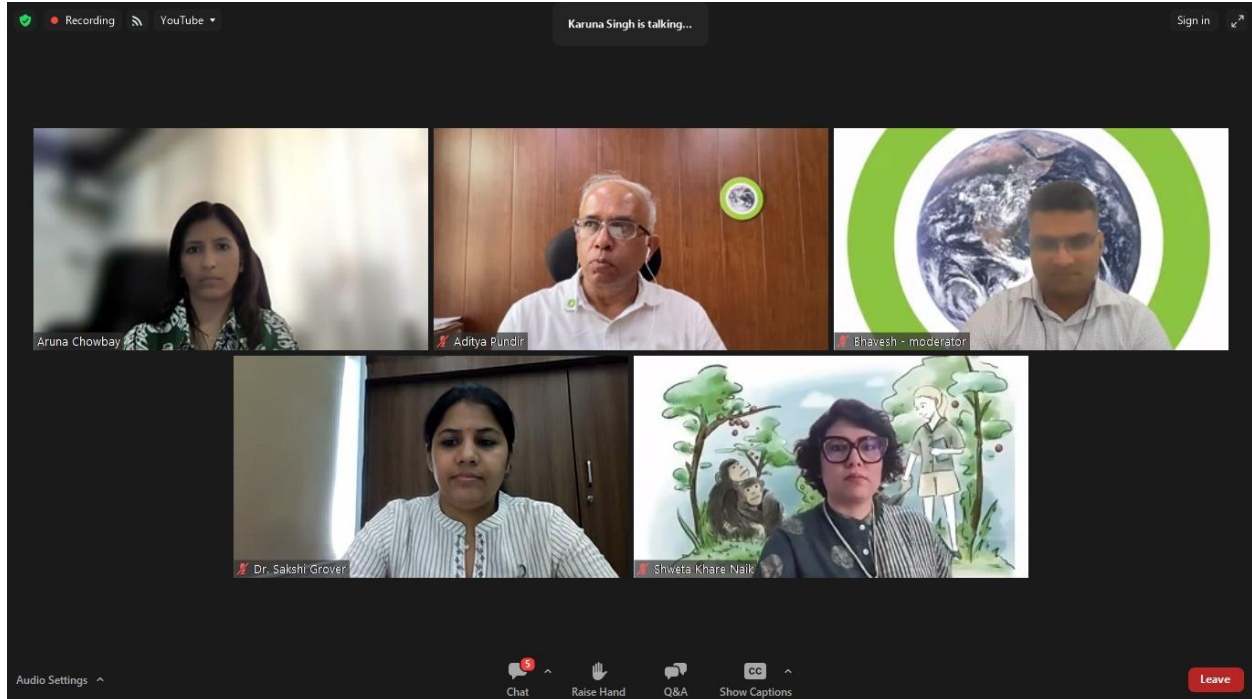 Recording
YouTube
Karuna Singh is talking...
Sign in
Aruna Chowbay
Aditya Pundir
Bhavesh - moderator
Dr. Sakshi Grover
Shweta Khare Naik
Audio Settings
5
Chat
Raise Hand
Q&A
CC
Show Captions
Leave